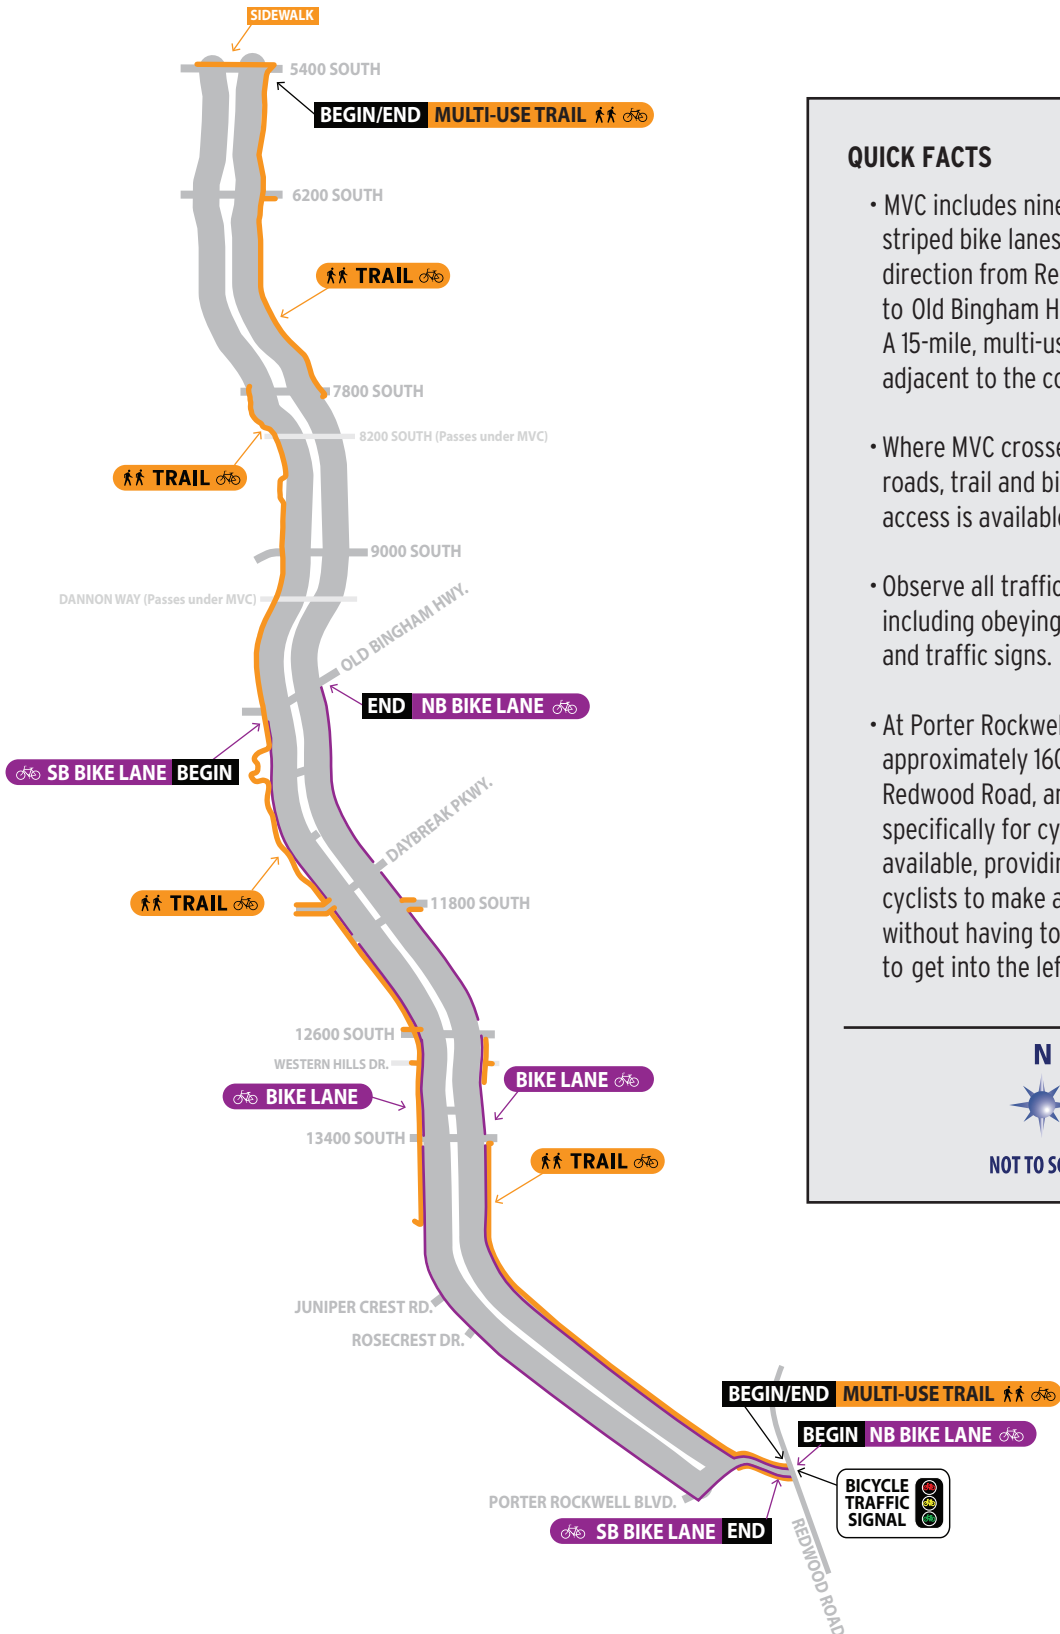 SIDEWALK
5400 SOUTH
BEGIN/END MULTI-USE TRAIL
6200 SOUTH
TRAIL
7800 SOUTH
8200 SOUTH (Passes under MVC)
TRAIL
9000 SOUTH
DANNON WAY (Passes under MVC)
OLD BINGHAM HWY.
END NB BIKE LANE
SB BIKE LANE BEGIN
DAYBREAK PKWY.
TRAIL
11800 SOUTH
12600 SOUTH
WESTERN HILLS DR.
BIKE LANE
BIKE LANE
13400 SOUTH
TRAIL
JUNIPER CREST RD.
ROSECREST DR.
BEGIN/END MULTI-USE TRAIL
BEGIN NB BIKE LANE
BICYCLE
TRAFFIC
SIGNAL
PORTER ROCKWELL BLVD.
SB BIKE LANE END
REDWOOD ROAD
QUICK FACTS
• MVC includes nine
striped bike lanes
direction from Re
to Old Bingham H
A 15-mile, multi-us
adjacent to the co
• Where MVC crosse
roads, trail and bi
access is available
• Observe all traffic
including obeying
and traffic signs.
• At Porter Rockwel
approximately 160
Redwood Road, ar
specifically for cy
available, providin
cyclists to make a
without having to
to get into the lef
N
NOT TO S